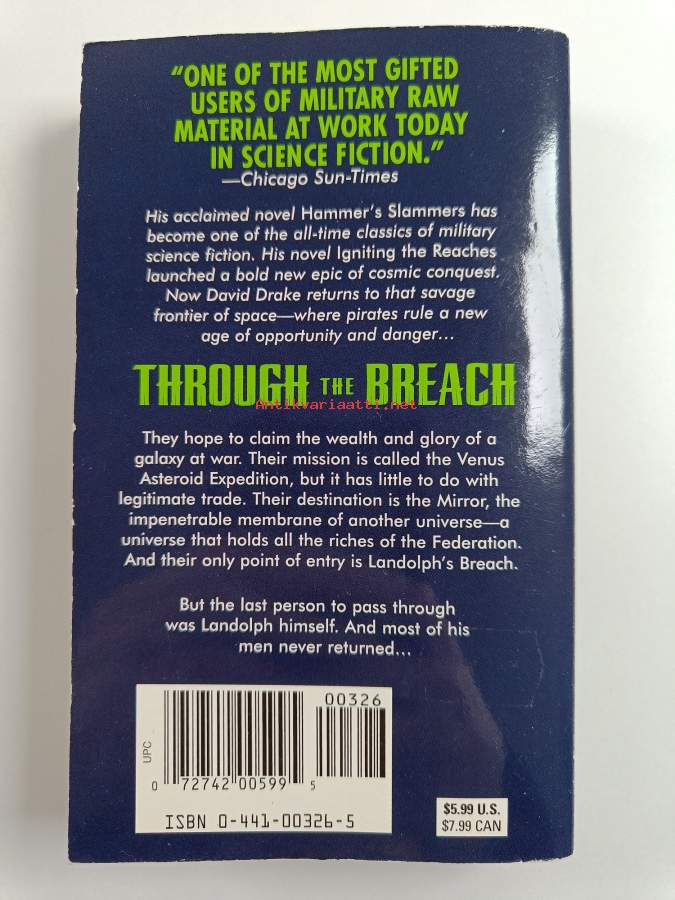 “ONE OF THE MOST GIFTED
USERS OF MILITARY RAW
MATERIAL AT WORK TODAY
IN SCIENCE FICTION.”
—Chicago Sun-Times
His acclaimed novel Hammer's Slammers has
become one of the all-time classics of military
science fiction. His novel Igniting the Reaches
launched a bold new epic of cosmic conquest.
Now David Drake returns to that savage
frontier of space—where pirates rule a new
age of opportunity and danger...
THROUGH THE BREACH
Antikvariaatti.net
They hope to claim the wealth and glory of a
galaxy at war. Their mission is called the Venus
Asteroid Expedition, but it has little to do with
legitimate trade. Their destination is the Mirror, the
impenetrable membrane of another universe—a
universe that holds all the riches of the Federation.
And their only point of entry is Landolph's Breach.
But the last person to pass through
was Landolph himself. And most of his
men never returned...
00326
UPC
0 72742 00599 5
ISBN 0-441-00326-5
$5.99 U.S.
$7.99 CAN